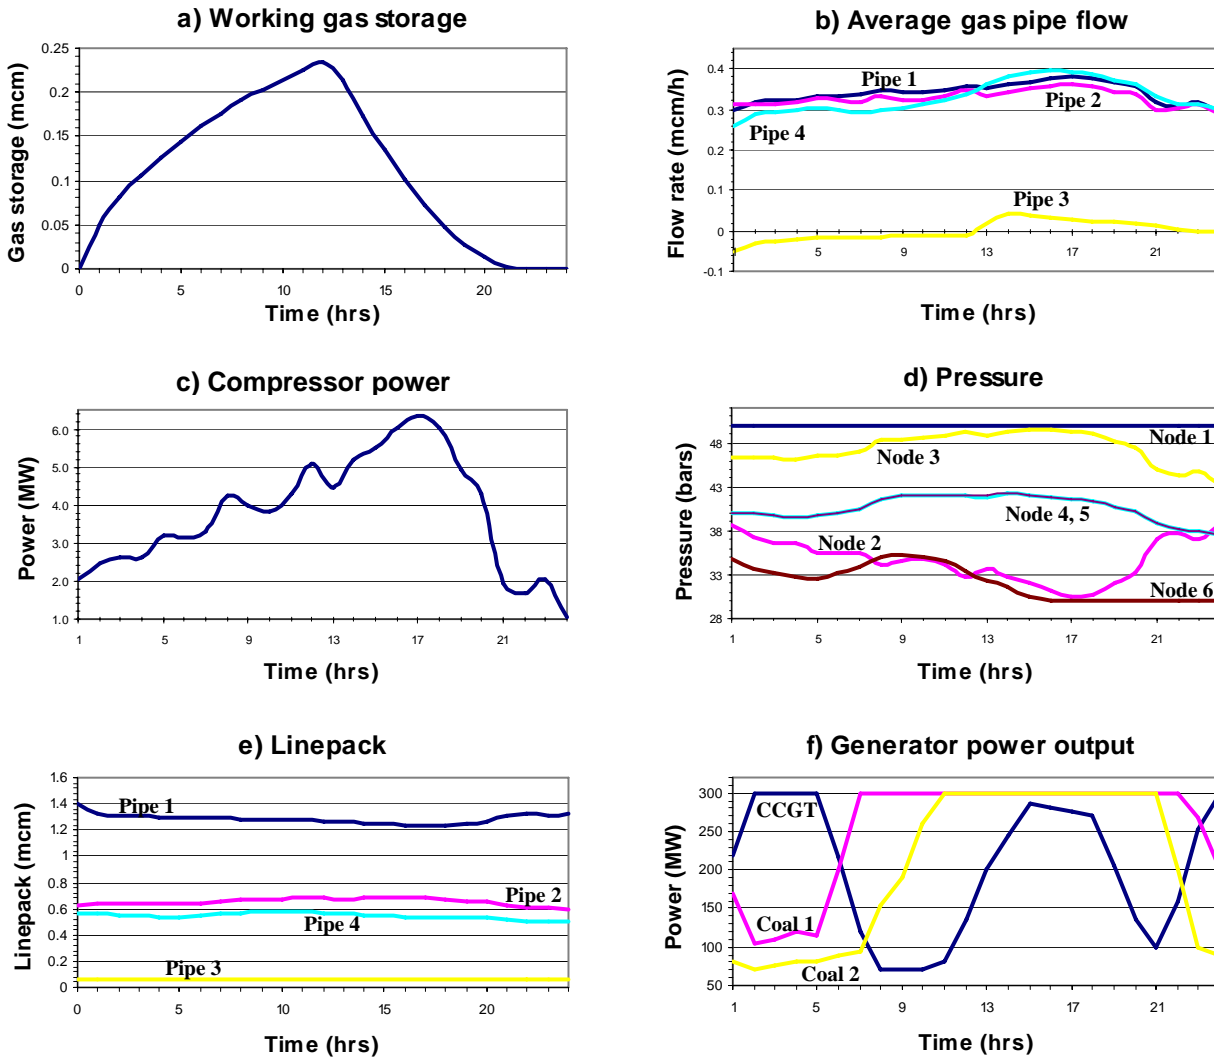 a) Working gas storage
Gas storage (mcm)
0.25
0.2
0.15
0.1
0.05
0
0 5 10 15 20
Time (hrs)
b) Average gas pipe flow
Flow rate (mcm/h)
0.4
0.3
0.2
0.1
0
-0.1
Pipe 1
Pipe 2
Pipe 4
Pipe 3
1 5 9 13 17 21
Time (hrs)
c) Compressor power
Power (MW)
6.0
5.0
4.0
3.0
2.0
1.0
1 5 9 13 17 21
Time (hrs)
d) Pressure
Pressure (bars)
48
43
38
33
28
Node 1
Node 3
Node 4, 5
Node 2
Node 6
1 5 9 13 17 21
Time (hrs)
e) Linepack
Linepack (mcm)
1.6
1.4
1.2
1
0.8
0.6
0.4
0.2
0
Pipe 1
Pipe 2
Pipe 4
Pipe 3
0 5 10 15 20
Time (hrs)
f) Generator power output
Power (MW)
300
250
200
150
100
50
CCGT
Coal 1
Coal 2
1 5 9 13 17 21
Time (hrs)